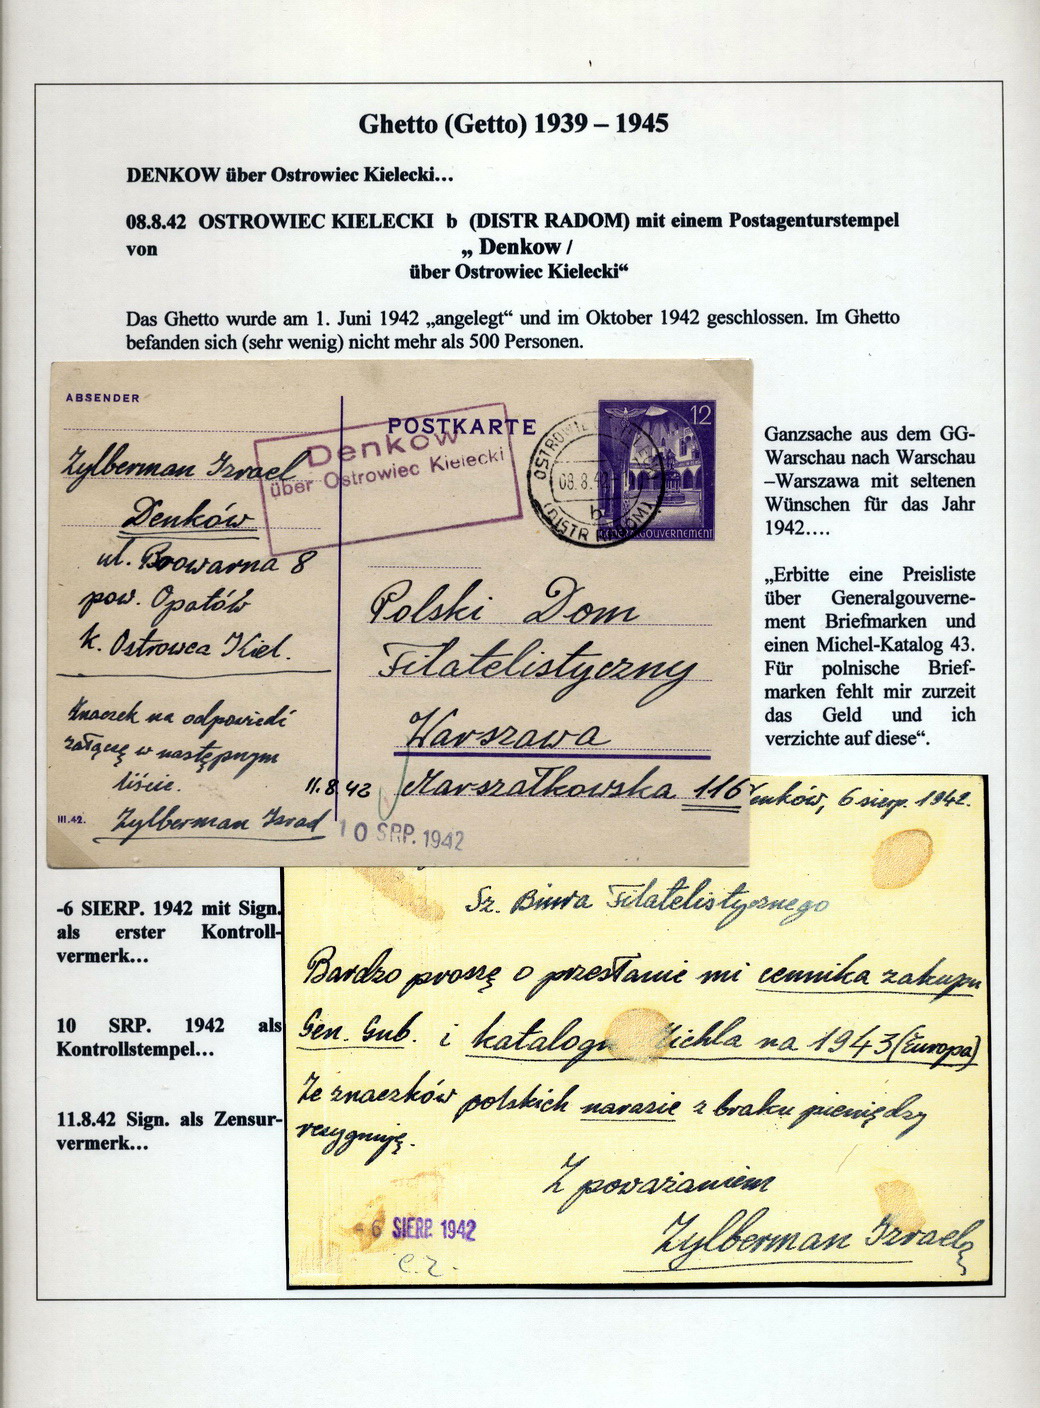 Ghetto (Getto) 1939 – 1945
DENKOW über Ostrowiec Kielecki...
08.8.42 OSTROWIEC KIELECKI b (DISTR RADOM) mit einem Postagenturstempel
von „ Denkow /
über Ostrowiec Kielecki“
Das Ghetto wurde am 1. Juni 1942 „angelegt“ und im Oktober 1942 geschlossen. Im Ghetto
befanden sich (sehr wenig) nicht mehr als 500 Personen.
ABSENDER
Zylberman Izrael
Denków
ul. Browarna 8
pow. Opatów
k. Ostrowca Kiel.
Znaczek na odpowiedź
załączę w następnym
liście.
Zylberman Izrael
III.42.
POSTKARTE
Denkow
über Ostrowiec Kielecki
OSTROWIEC
08.8.42
b
(DISTR RADOM)
12
GENERALGOUVERNEMENT
Polski Dom
Filatelistyczny
Warszawa
Marszałkowska 116
11.8.42
10 SRP. 1942
Ganzsache aus dem GG-
Warschau nach Warschau
–Warszawa mit seltenen
Wünschen für das Jahr
1942....
„Erbitte eine Preisliste
über Generalgouverne-
ment Briefmarken und
einen Michel-Katalog 43.
Für polnische Brief-
marken fehlt mir zurzeit
das Geld und ich
verzichte auf diese“.
-6 SIERP. 1942 mit Sign.
als erster Kontroll-
vermerk...
10 SRP. 1942 als
Kontrollstempel...
11.8.42 Sign. als Zensur-
vermerk...
Denków, 6 sierp. 1942.
Sz. Biura Filatelistycznego
Bardzo proszę o przesłanie mi cennika zakupu
Gen. Gub. i katalogu Michla na 1943 (Europa)
Ze znaczków polskich narazie z braku pieniędzy
rezygnuję.
Z poważaniem
Zylberman Izrael
- 6 SIERP. 1942